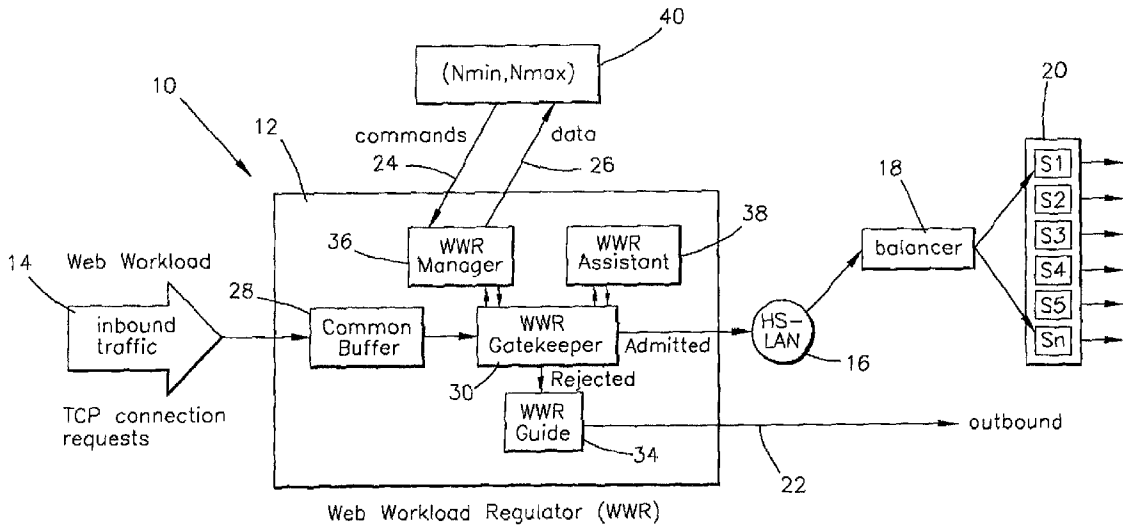 40
(Nmin,Nmax)
10
12
commands
data
24
26
20
S1
S2
S3
S4
S5
Sn
18
balancer
36
WWR
Manager
WWR
Assistant
38
14
Web Workload
inbound
traffic
TCP connection
requests
28
Common
Buffer
WWR
Gatekeeper
30
Admitted
Rejected
HS-
LAN
16
WWR
Guide
34
22
outbound
Web Workload Regulator (WWR)